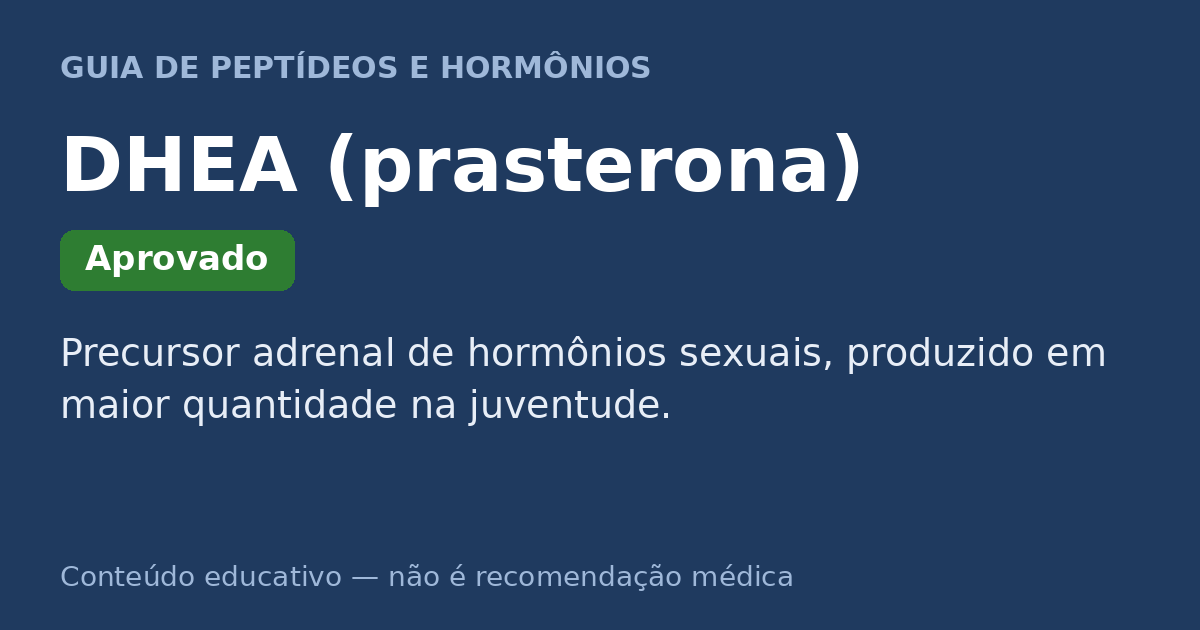 GUIA DE PEPTÍDEOS E HORMÔNIOS
DHEA (prasterona)
Aprovado
Precursor adrenal de hormônios sexuais, produzido em
maior quantidade na juventude.
Conteúdo educativo — não é recomendação médica